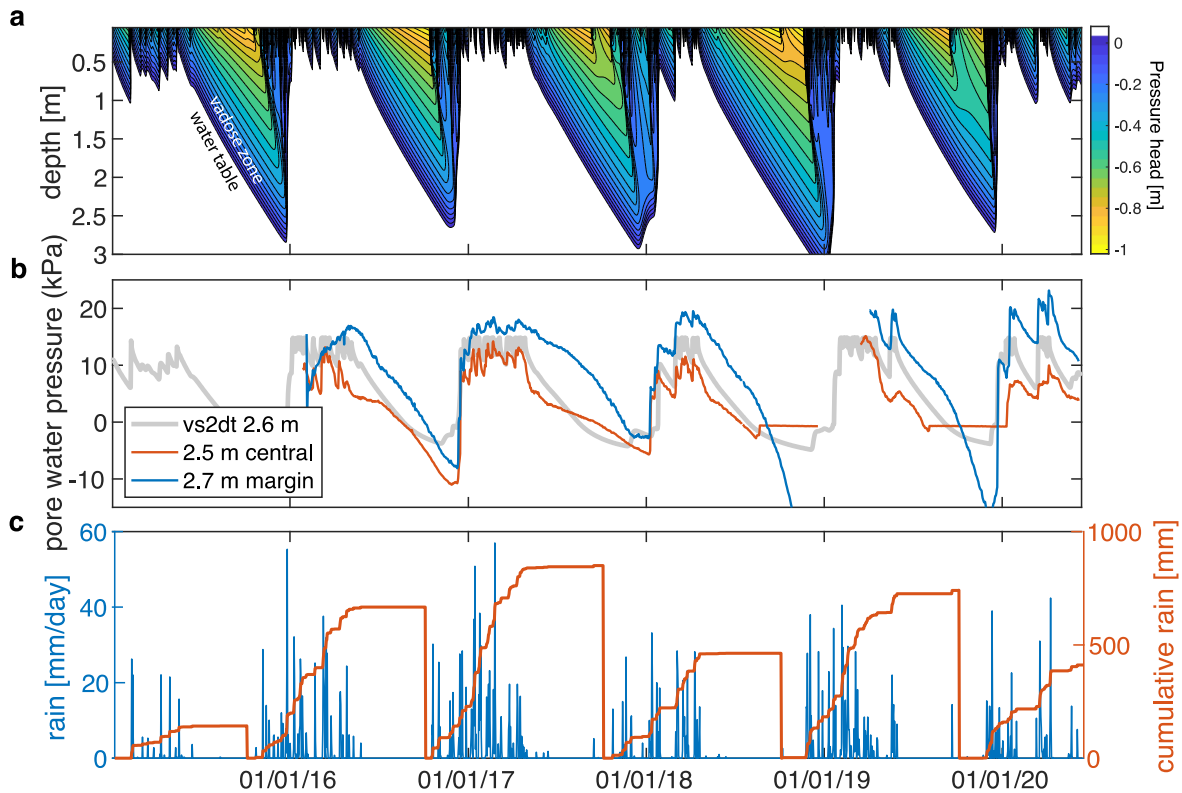 a
0.5
1
1.5
2
2.5
3
depth [m]
vadose zone
water table
0
-0.2
-0.4
-0.6
-0.8
-1
Pressure head [m]
b
20
10
0
-10
pore water pressure (kPa)
vs2dt 2.6 m
2.5 m central
2.7 m margin
c
60
40
20
0
rain [mm/day]
1000
500
0
cumulative rain [mm]
01/01/16
01/01/17
01/01/18
01/01/19
01/01/20